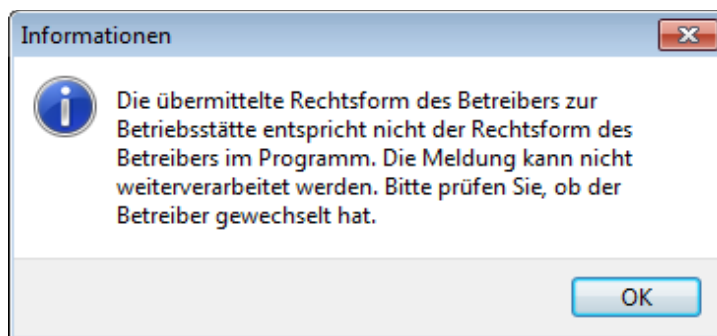 Informationen
Die übermittelte Rechtsform des Betreibers zur
Betriebsstätte entspricht nicht der Rechtsform des
Betreibers im Programm. Die Meldung kann nicht
weiterverarbeitet werden. Bitte prüfen Sie, ob der
Betreiber gewechselt hat.
OK